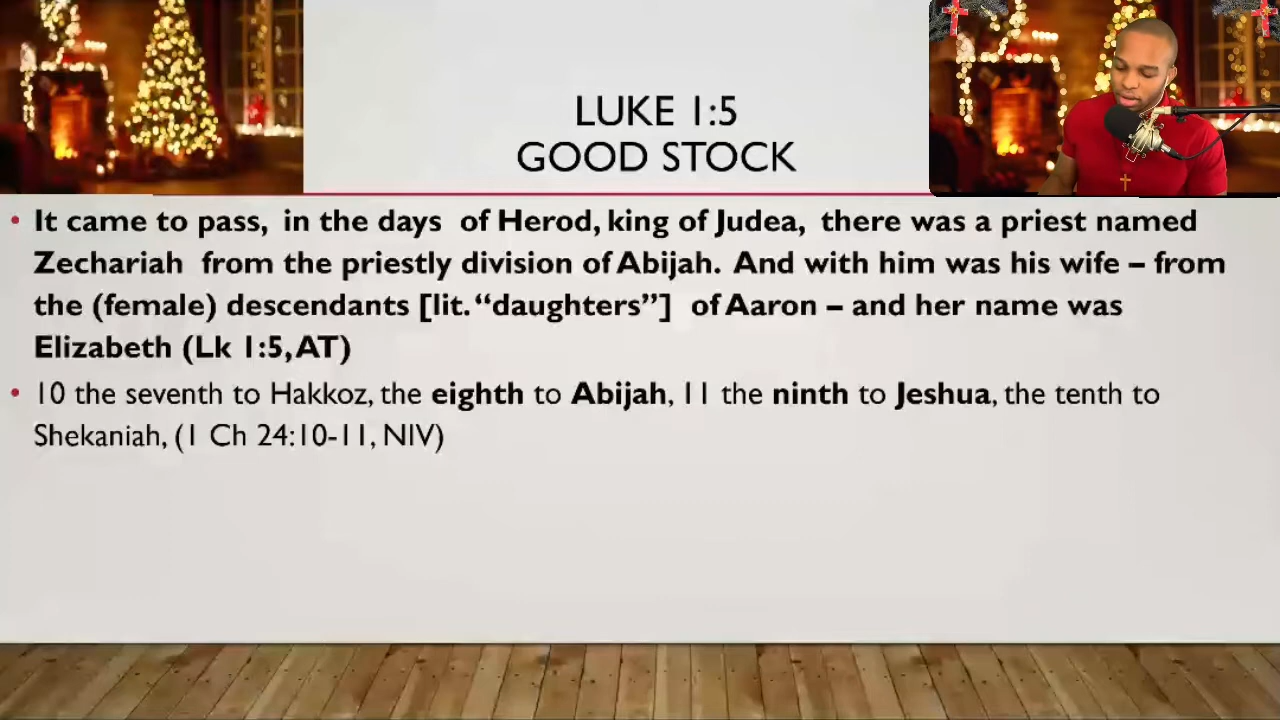 LUKE 1:5
GOOD STOCK
• It came to pass, in the days of Herod, king of Judea, there was a priest named
Zechariah from the priestly division of Abijah. And with him was his wife – from
the (female) descendants [lit. “daughters”] of Aaron – and her name was
Elizabeth (Lk 1:5, AT)
• 10 the seventh to Hakkoz, the eighth to Abijah, 11 the ninth to Jeshua, the tenth to
Shekaniah, (1 Ch 24:10-11, NIV)